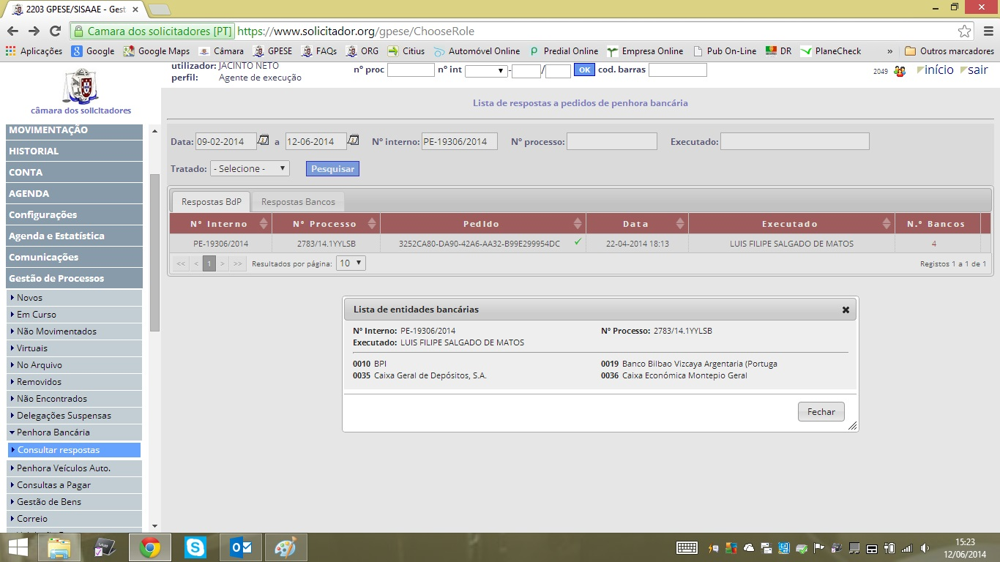 2203 GPESE/SISAAE - Gest
Camara dos solicitadores [PT] https://www.solicitador.org/gpese/ChooseRole
Aplicações Google Google Maps Câmara GPESE FAQs ORG Citius Automóvel Online Predial Online Empresa Online Pub On-Line DR PlaneCheck » Outros marcadores
utilizador: JACINTO NETO
perfil: Agente de execução
nº proc nº int - / OK cod. barras 2049 início sair
câmara dos solicitadores
Lista de respostas a pedidos de penhora bancária
MOVIMENTAÇÃO
HISTORIAL
CONTA
AGENDA
Configurações
Agenda e Estatística
Comunicações
Gestão de Processos
Novos
Em Curso
Não Movimentados
Virtuais
No Arquivo
Removidos
Não Encontrados
Delegações Suspensas
Penhora Bancária
Consultar respostas
Penhora Veículos Auto.
Consultas a Pagar
Gestão de Bens
Correio
Data: 09-02-2014 a 12-06-2014 Nº interno: PE-19306/2014 Nº processo: Executado:
Tratado: - Selecione - Pesquisar
Respostas BdP Respostas Bancos
Nº Interno Nº Processo Pedido Data Executado N.º Bancos
PE-19306/2014 2783/14.1YYLSB 3252CA80-DA90-42A6-AA32-B99E299954DC 22-04-2014 18:13 LUIS FILIPE SALGADO DE MATOS 4
<< < 1 > >> Resultados por página: 10 Registos 1 a 1 de 1
Lista de entidades bancárias
Nº Interno: PE-19306/2014 Nº Processo: 2783/14.1YYLSB
Executado: LUIS FILIPE SALGADO DE MATOS
0010 BPI 0019 Banco Bilbao Vizcaya Argentaria (Portuga
0035 Caixa Geral de Depósitos, S.A. 0036 Caixa Económica Montepio Geral
Fechar
15:23
12/06/2014